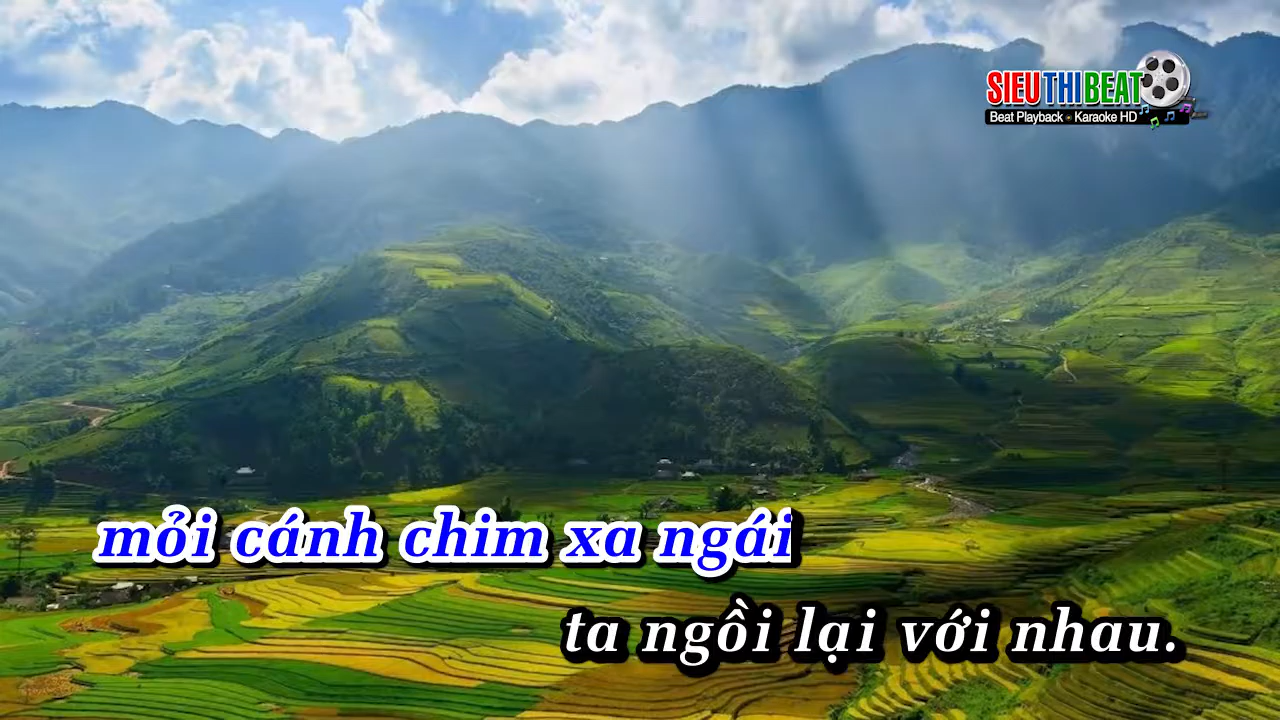 SIEUTHIBEAT
Beat Playback - Karaoke HD
mỏi cánh chim xa ngái
ta ngồi lại với nhau.